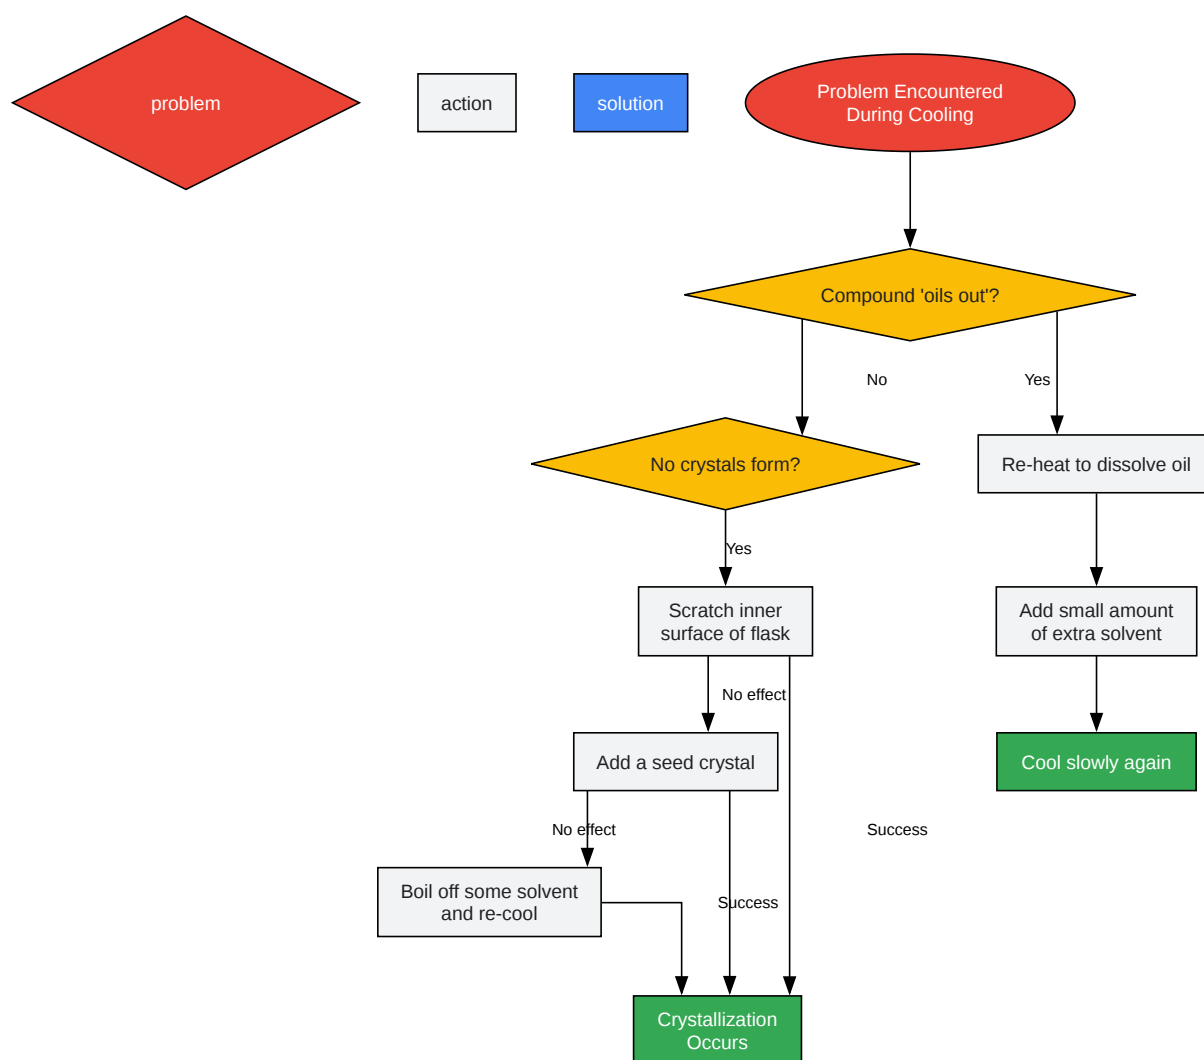 problem
action
solution
Problem Encountered
During Cooling
Compound 'oils out'?
No
Yes
No crystals form?
Re-heat to dissolve oil
Yes
Scratch inner
surface of flask
Add small amount
of extra solvent
No effect
Add a seed crystal
Cool slowly again
No effect
Success
Boil off some solvent
and re-cool
Success
Crystallization
Occurs